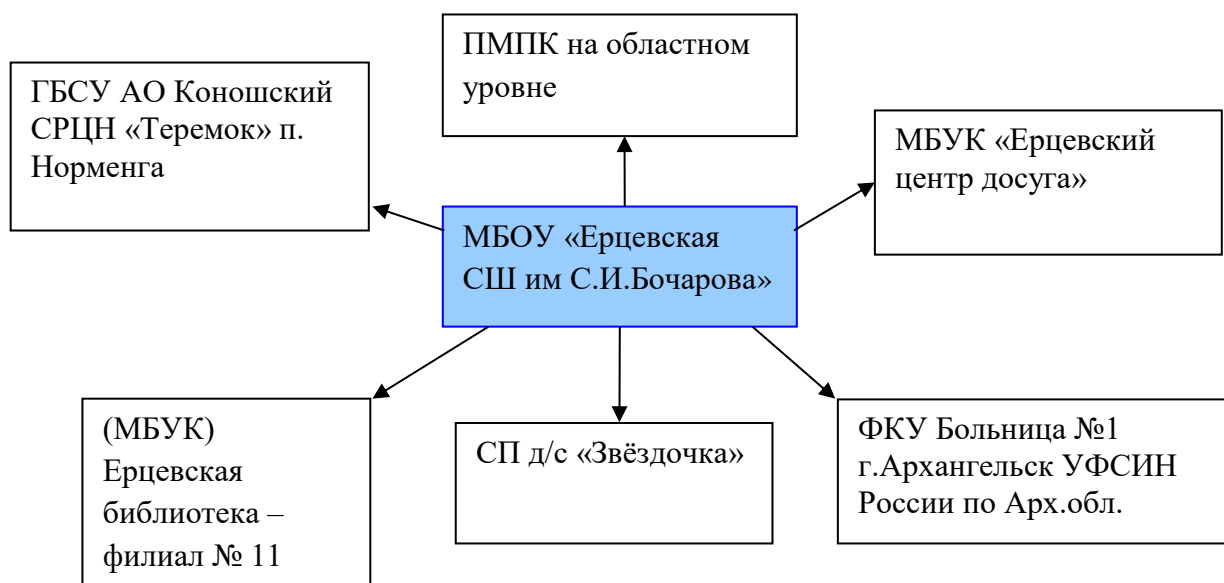 ПМПК на областном
уровне
ГБСУ АО Коношский
СРЦН «Теремок» п.
Норменга
МБУК «Ерцевский
центр досуга»
МБОУ «Ерцевская
СШ им С.И.Бочарова»
(МБУК)
Ерцевская
библиотека –
филиал № 11
СП д/с «Звёздочка»
ФКУ Больница №1
г.Архангельск УФСИН
России по Арх.обл.